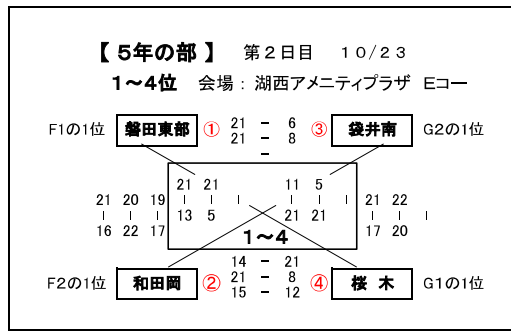 【 5年の部 】 第2日目 10/23
1~4位 会場: 湖西アメニティプラザ Eコー
F1の1位 磐田東部 ① 21 - 6 ③ 袋井南 G2の1位
21 - 8
-
21 21 | 11 5 |
21 20 19 | | | | 21 22 |
| | | 13 5 21 21 | |
16 22 17 17 20
1~4
14 - 21
F2の1位 和田岡 ② 21 - 8 ④ 桜 木 G1の1位
15 - 12